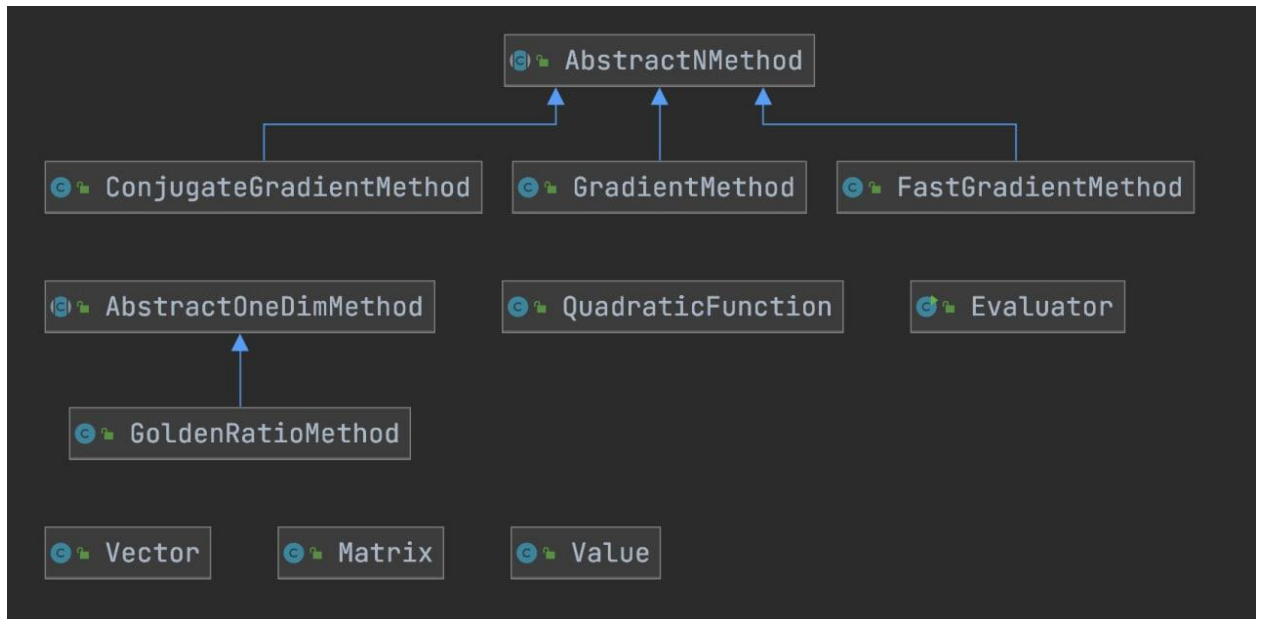 AbstractNMethod
ConjugateGradientMethod GradientMethod FastGradientMethod
AbstractOneDimMethod QuadraticFunction Evaluator
GoldenRatioMethod
Vector Matrix Value